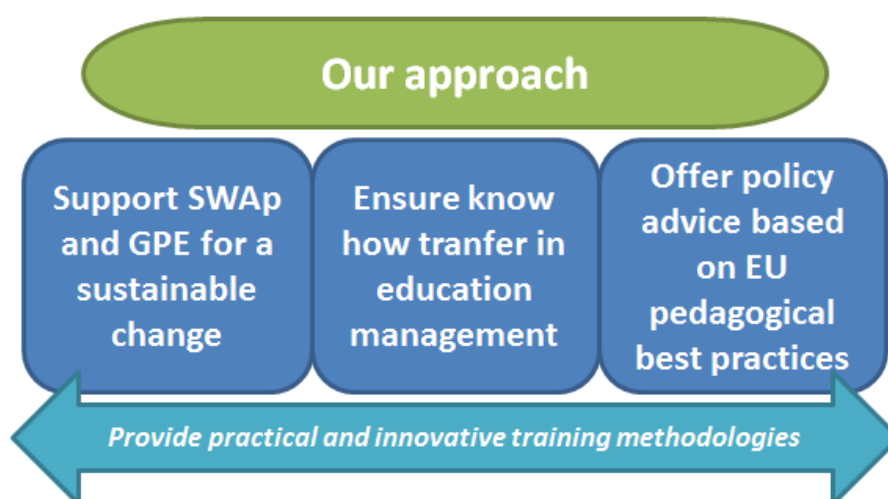 Our approach
Support SWAp
and GPE for a
sustainable
change
Ensure know
how tranfer in
education
management
Offer policy
advice based
on EU
pedagogical
best practices
Provide practical and innovative training methodologies